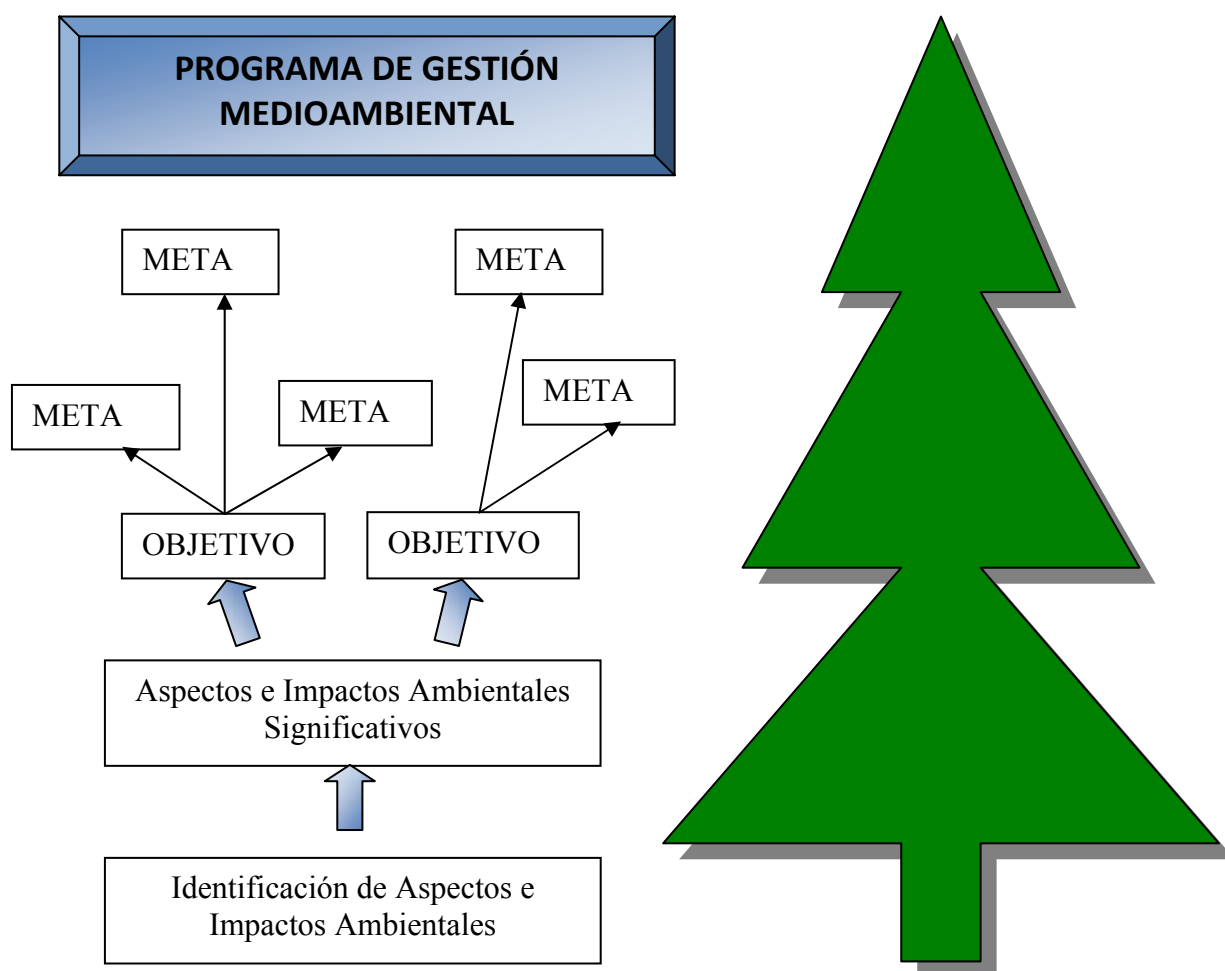 PROGRAMA DE GESTIÓN
MEDIOAMBIENTAL
META
META
META
META
META
OBJETIVO
OBJETIVO
Aspectos e Impactos Ambientales
Significativos
Identificación de Aspectos e
Impactos Ambientales